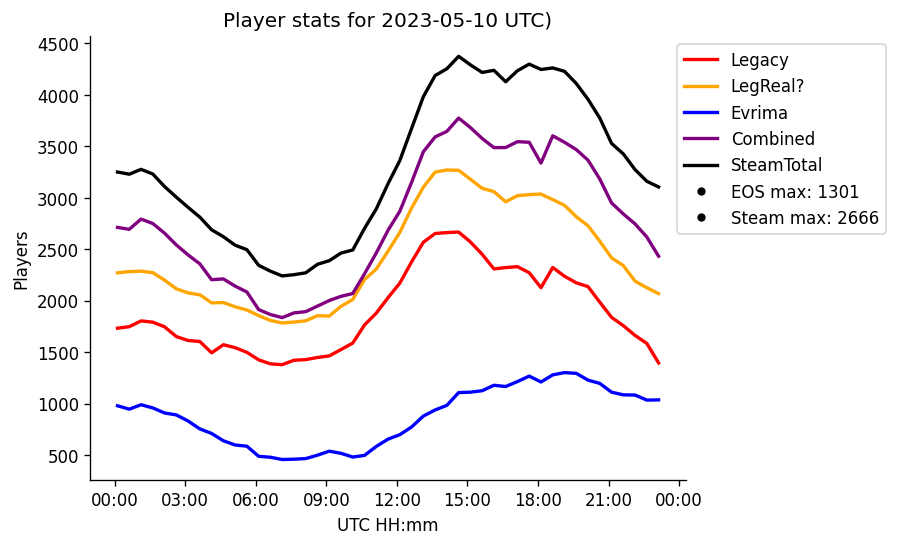 Player stats for 2023-05-10 UTC)
4500
4000
3500
3000
2500
2000
1500
1000
500
Players
00:00 03:00 06:00 09:00 12:00 15:00 18:00 21:00 00:00
UTC HH:mm
Legacy
LegReal?
Evrima
Combined
SteamTotal
EOS max: 1301
Steam max: 2666